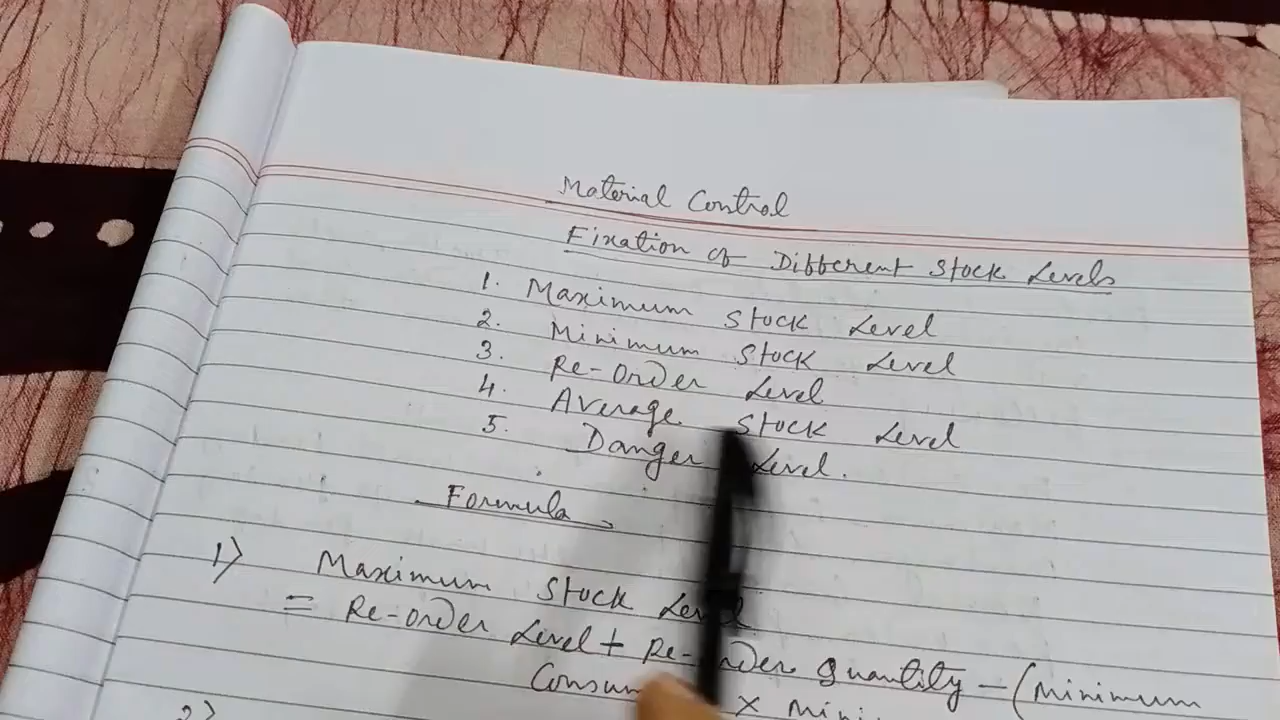 Material Control
Fixation of Different Stock Levels
1. Maximum Stock Level
2. Minimum Stock Level
3. Re-Order Level
4. Average Stock Level
5. Danger Level.
Formula
1) Maximum Stock Level
= Re-order Level + Re-order quantity - (Minimum
2)